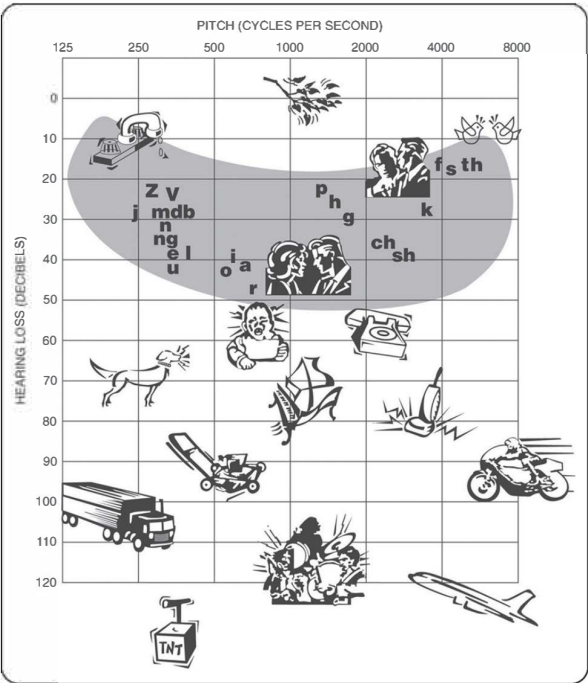 PITCH (CYCLES PER SECOND)
125 250 500 1000 2000 4000 8000
HEARING LOSS (DECIBELS)
0
10
f s th
20
z v p
h
j mdb g k
30
n
ng ch
e l i sh
40
u o a
r
50
60
70
80
90
100
110
120
TNT